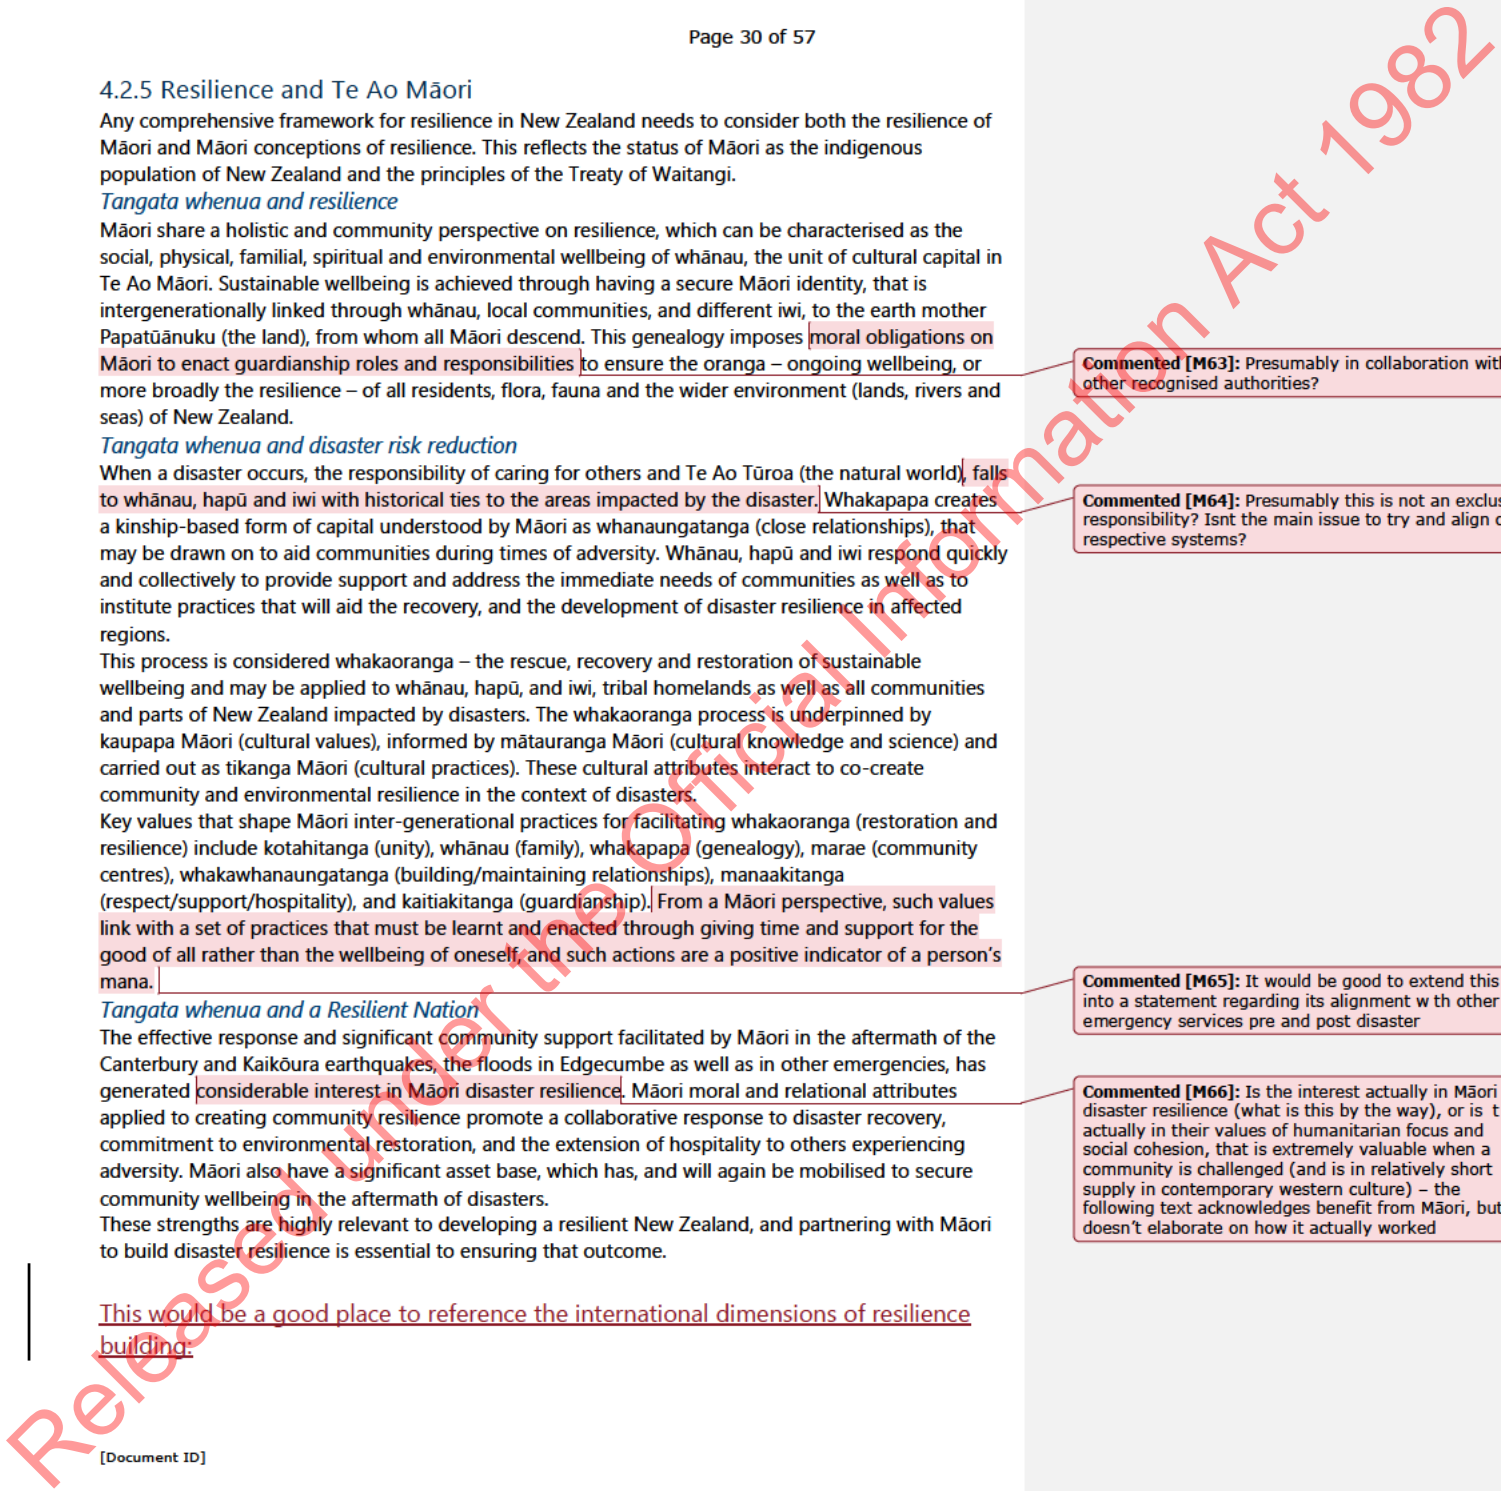 Page 30 of 57
4.2.5 Resilience and Te Ao Māori
Any comprehensive framework for resilience in New Zealand needs to consider both the resilience of
Māori and Māori conceptions of resilience. This reflects the status of Māori as the indigenous
population of New Zealand and the principles of the Treaty of Waitangi.
Tangata whenua and resilience
Māori share a holistic and community perspective on resilience, which can be characterised as the
social, physical, familial, spiritual and environmental wellbeing of whānau, the unit of cultural capital in
Te Ao Māori. Sustainable wellbeing is achieved through having a secure Māori identity, that is
intergenerationally linked through whānau, local communities, and different iwi, to the earth mother
Papatūānuku (the land), from whom all Māori descend. This genealogy imposes moral obligations on
Māori to enact guardianship roles and responsibilities to ensure the oranga – ongoing wellbeing, or
more broadly the resilience – of all residents, flora, fauna and the wider environment (lands, rivers and
seas) of New Zealand.
Tangata whenua and disaster risk reduction
When a disaster occurs, the responsibility of caring for others and Te Ao Tūroa (the natural world), falls
to whānau, hapū and iwi with historical ties to the areas impacted by the disaster. Whakapapa creates
a kinship-based form of capital understood by Māori as whanaungatanga (close relationships), that
may be drawn on to aid communities during times of adversity. Whānau, hapū and iwi respond quickly
and collectively to provide support and address the immediate needs of communities as well as to
institute practices that will aid the recovery, and the development of disaster resilience in affected
regions.
This process is considered whakaoranga – the rescue, recovery and restoration of sustainable
wellbeing and may be applied to whānau, hapū, and iwi, tribal homelands as well as all communities
and parts of New Zealand impacted by disasters. The whakaoranga process is underpinned by
kaupapa Māori (cultural values), informed by mātauranga Māori (cultural knowledge and science) and
carried out as tikanga Māori (cultural practices). These cultural attributes interact to co-create
community and environmental resilience in the context of disasters.
Key values that shape Māori inter-generational practices for facilitating whakaoranga (restoration and
resilience) include kotahitanga (unity), whānau (family), whakapapa (genealogy), marae (community
centres), whakawhanaungatanga (building/maintaining relationships), manaakitanga
(respect/support/hospitality), and kaitiakitanga (guardianship). From a Māori perspective, such values
link with a set of practices that must be learnt and enacted through giving time and support for the
good of all rather than the wellbeing of oneself, and such actions are a positive indicator of a person's
mana.
Tangata whenua and a Resilient Nation
The effective response and significant community support facilitated by Māori in the aftermath of the
Canterbury and Kaikōura earthquakes, the floods in Edgecumbe as well as in other emergencies, has
generated considerable interest in Māori disaster resilience. Māori moral and relational attributes
applied to creating community resilience promote a collaborative response to disaster recovery,
commitment to environmental restoration, and the extension of hospitality to others experiencing
adversity. Māori also have a significant asset base, which has, and will again be mobilised to secure
community wellbeing in the aftermath of disasters.
These strengths are highly relevant to developing a resilient New Zealand, and partnering with Māori
to build disaster resilience is essential to ensuring that outcome.
This would be a good place to reference the international dimensions of resilience
building:
[Document ID]
Commented [M63]: Presumably in collaboration with
other recognised authorities?
Commented [M64]: Presumably this is not an
responsibility? Isnt the main issue to try and align
respective systems?
Commented [M65]: It would be good to extend this
into a statement regarding its alignment w th other
emergency services pre and post disaster
Commented [M66]: Is the interest actually in Māori
disaster resilience (what is this by the way), or is
actually in their values of humanitarian focus and
social cohesion, that is extremely valuable when a
community is challenged (and is in relatively short
supply in contemporary western culture) – the
following text acknowledges benefit from Māori, but
doesn't elaborate on how it actually worked
Released under the Official Information Act 1982